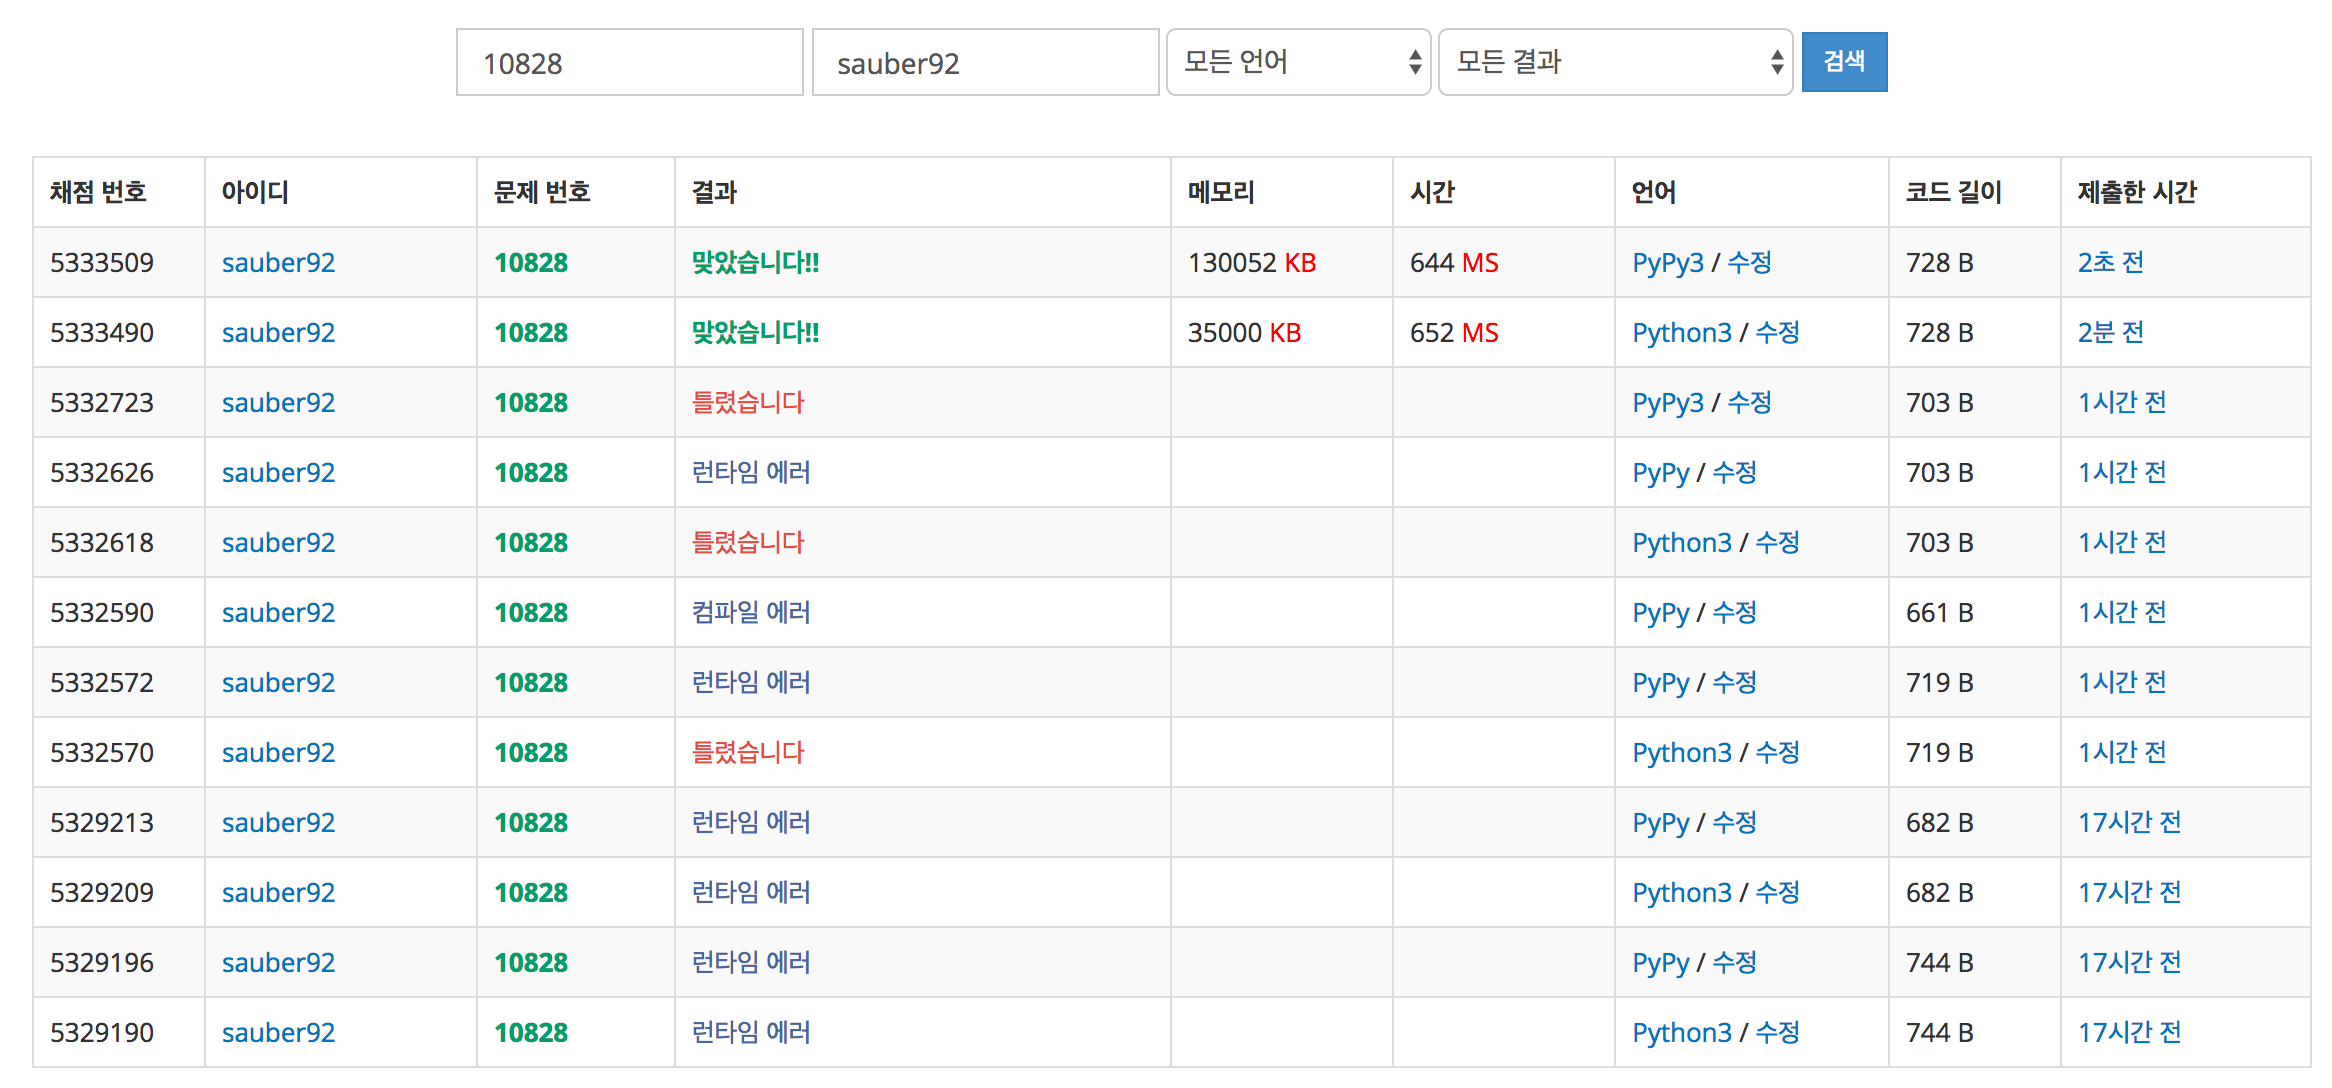 10828 sauber92 모든 언어 모든 결과 검색
채점 번호 아이디 문제 번호 결과 메모리 시간 언어 코드 길이 제출한 시간
5333509 sauber92 10828 맞았습니다!! 130052 KB 644 MS PyPy3 / 수정 728 B 2초 전
5333490 sauber92 10828 맞았습니다!! 35000 KB 652 MS Python3 / 수정 728 B 2분 전
5332723 sauber92 10828 틀렸습니다 PyPy3 / 수정 703 B 1시간 전
5332626 sauber92 10828 런타임 에러 PyPy / 수정 703 B 1시간 전
5332618 sauber92 10828 틀렸습니다 Python3 / 수정 703 B 1시간 전
5332590 sauber92 10828 컴파일 에러 PyPy / 수정 661 B 1시간 전
5332572 sauber92 10828 런타임 에러 PyPy / 수정 719 B 1시간 전
5332570 sauber92 10828 틀렸습니다 Python3 / 수정 719 B 1시간 전
5329213 sauber92 10828 런타임 에러 PyPy / 수정 682 B 17시간 전
5329209 sauber92 10828 런타임 에러 Python3 / 수정 682 B 17시간 전
5329196 sauber92 10828 런타임 에러 PyPy / 수정 744 B 17시간 전
5329190 sauber92 10828 런타임 에러 Python3 / 수정 744 B 17시간 전